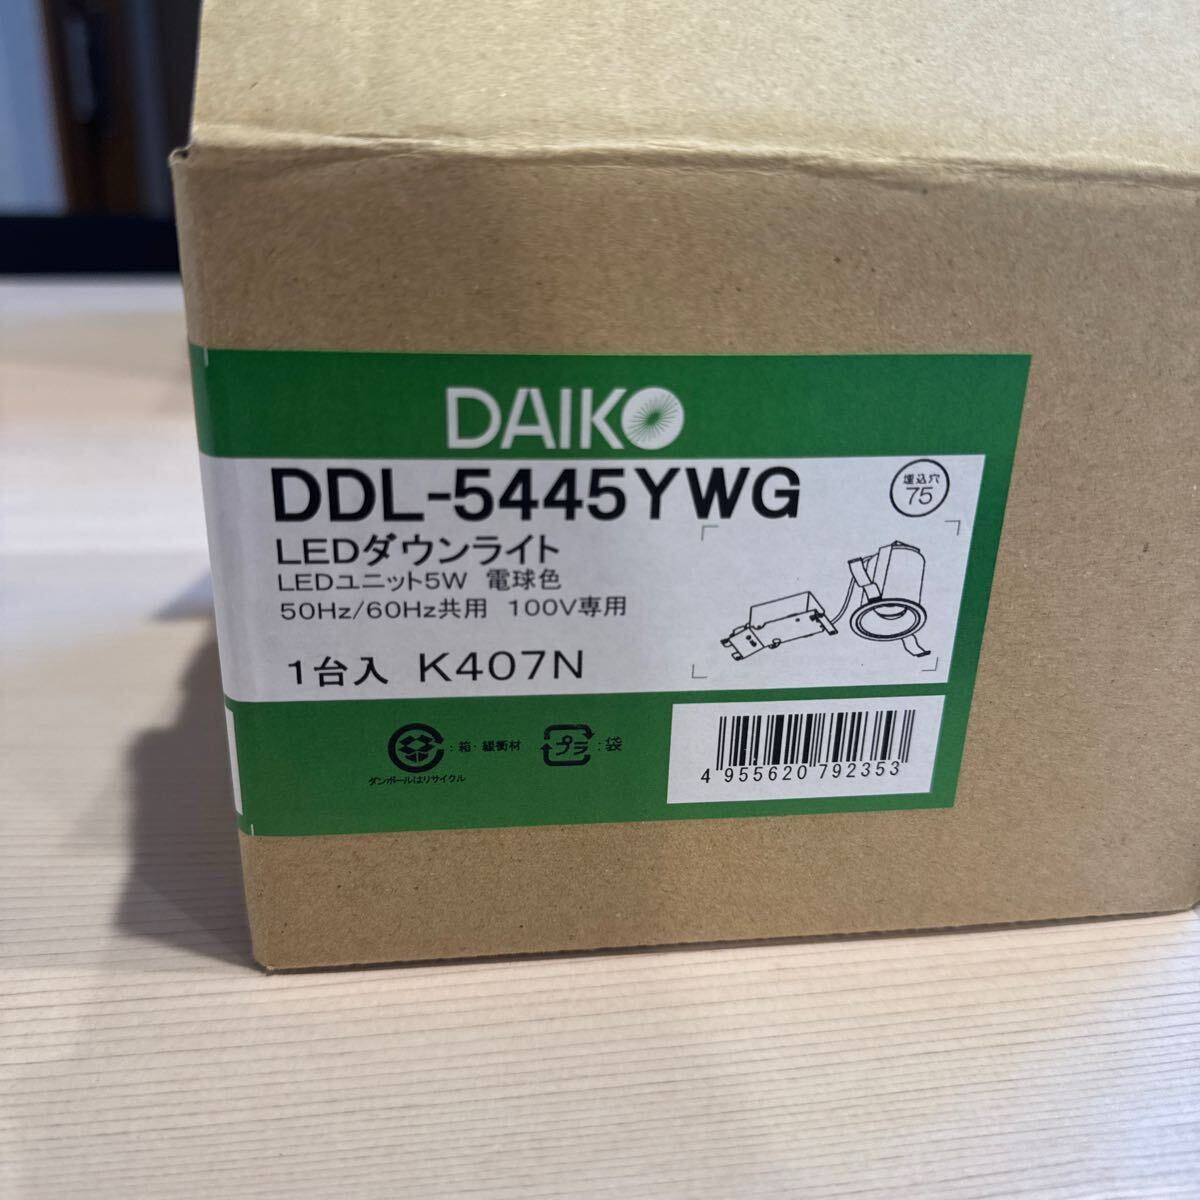 DAIKO
DDL-5445YWG
埋込穴
75
LEDダウンライト
LEDユニット5W 電球色
50Hz/60Hz共用 100V専用
1台入 K407N
:箱・緩衝材
ダンボールはリサイクル
プラ :袋
4 955620 792353